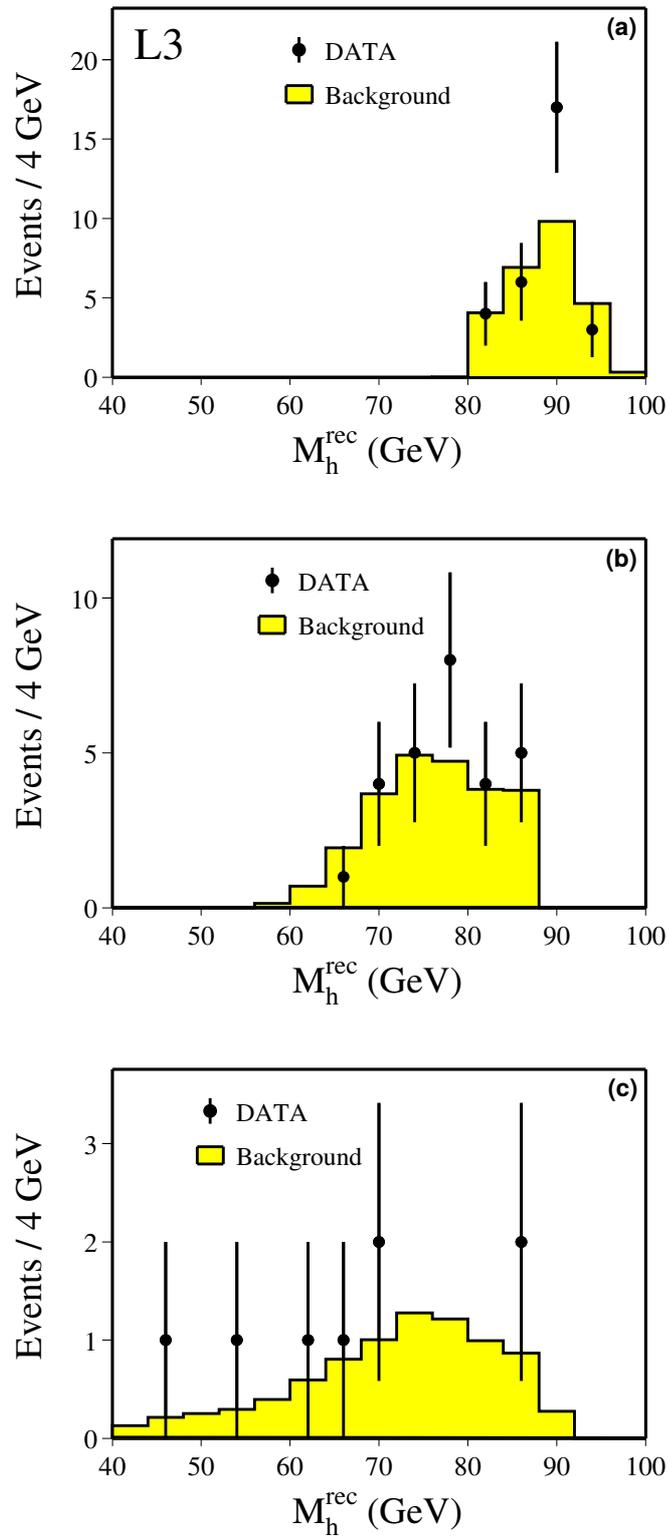 (a)
L3
DATA
Background
Events / 4 GeV
20
15
10
5
0
40 50 60 70 80 90 100
M_h^rec (GeV)
(b)
DATA
Background
Events / 4 GeV
10
5
0
40 50 60 70 80 90 100
M_h^rec (GeV)
(c)
DATA
Background
Events / 4 GeV
3
2
1
0
40 50 60 70 80 90 100
M_h^rec (GeV)